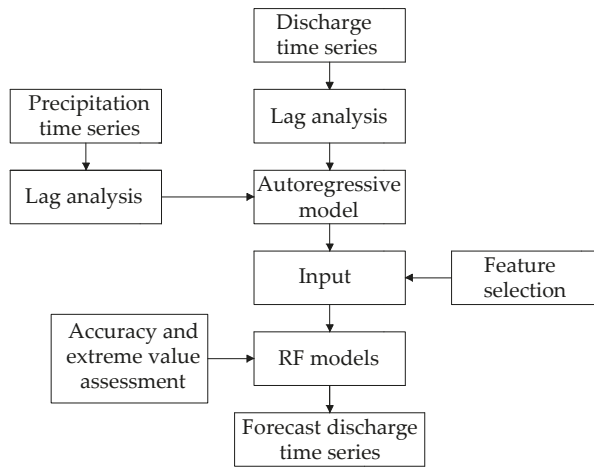 Discharge
time series
Precipitation
time series
Lag analysis
Lag analysis
Autoregressive
model
Input
Feature
selection
Accuracy and
extreme value
assessment
RF models
Forecast discharge
time series